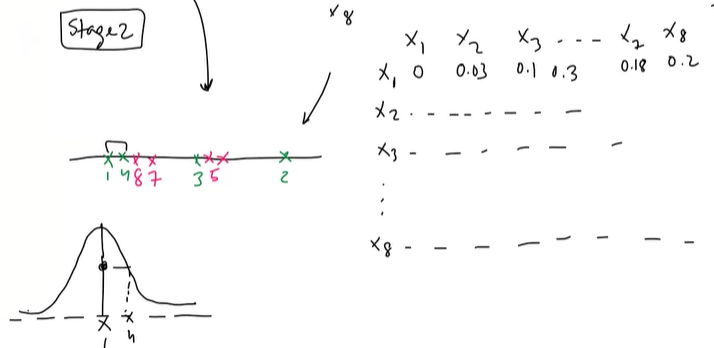 Stage2
x8
x1 x2 x3 --- x7 x8
x1 0 0.03 0.1 0.3 0.18 0.2
x2
x3
x8
1 4 8 7 3 5 2
x x
1 4